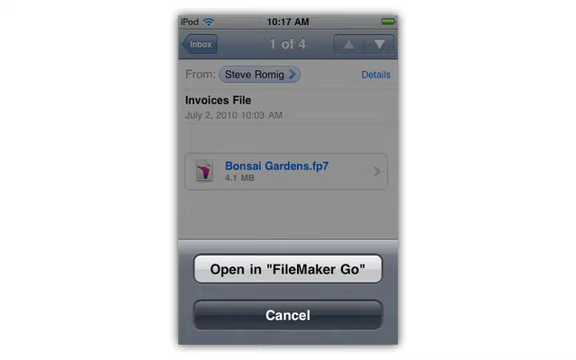 iPod 10:17 AM
Inbox 1 of 4
From: Steve Romig Details
Invoices File
July 2, 2010 10:03 AM
Bonsai Gardens.fp7
4.1 MB
Open in "FileMaker Go"
Cancel